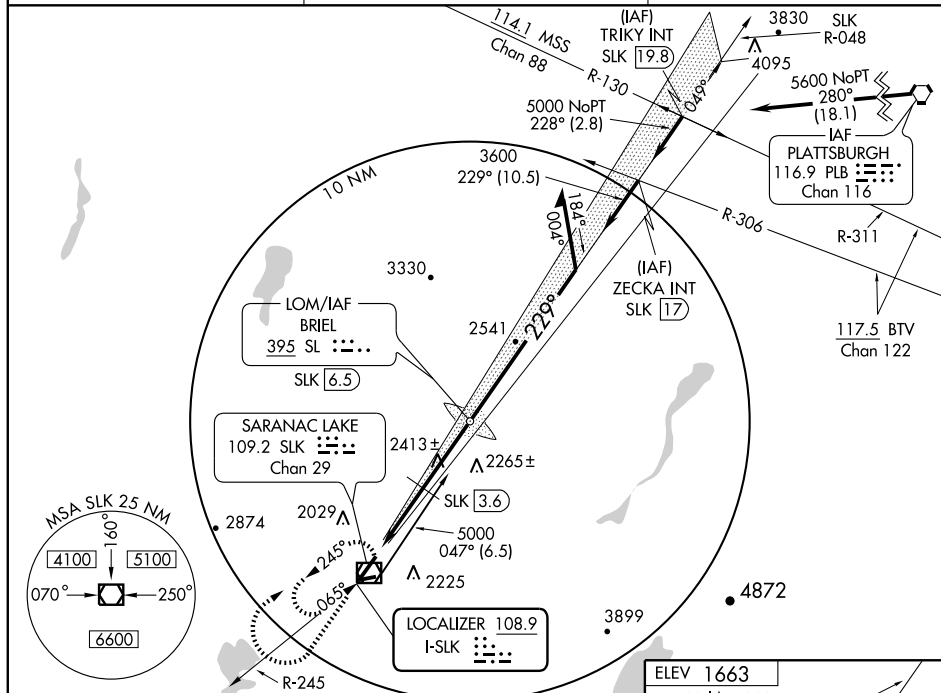 114.1 MSS
Chan 88
R-130
(IAF)
TRIKY INT
SLK 19.8
3830
SLK
R-048
4095
049°
5000 NoPT
228° (2.8)
5600 NoPT
280°
(18.1)
IAF
PLATTSBURGH
116.9 PLB
Chan 116
3600
229° (10.5)
10 NM
184°
004°
R-306
R-311
(IAF)
ZECKA INT
SLK 17
117.5 BTV
Chan 122
3330
LOM/IAF
BRIEL
395 SL
SLK 6.5
2541
229°
SARANAC LAKE
109.2 SLK
Chan 29
2413±
2265±
SLK 3.6
MSA SLK 25 NM
160°
4100
5100
070°
250°
6600
2874
2029
245°
065°
5000
047° (6.5)
2225
4872
LOCALIZER 108.9
I-SLK
3899
R-245
ELEV 1663